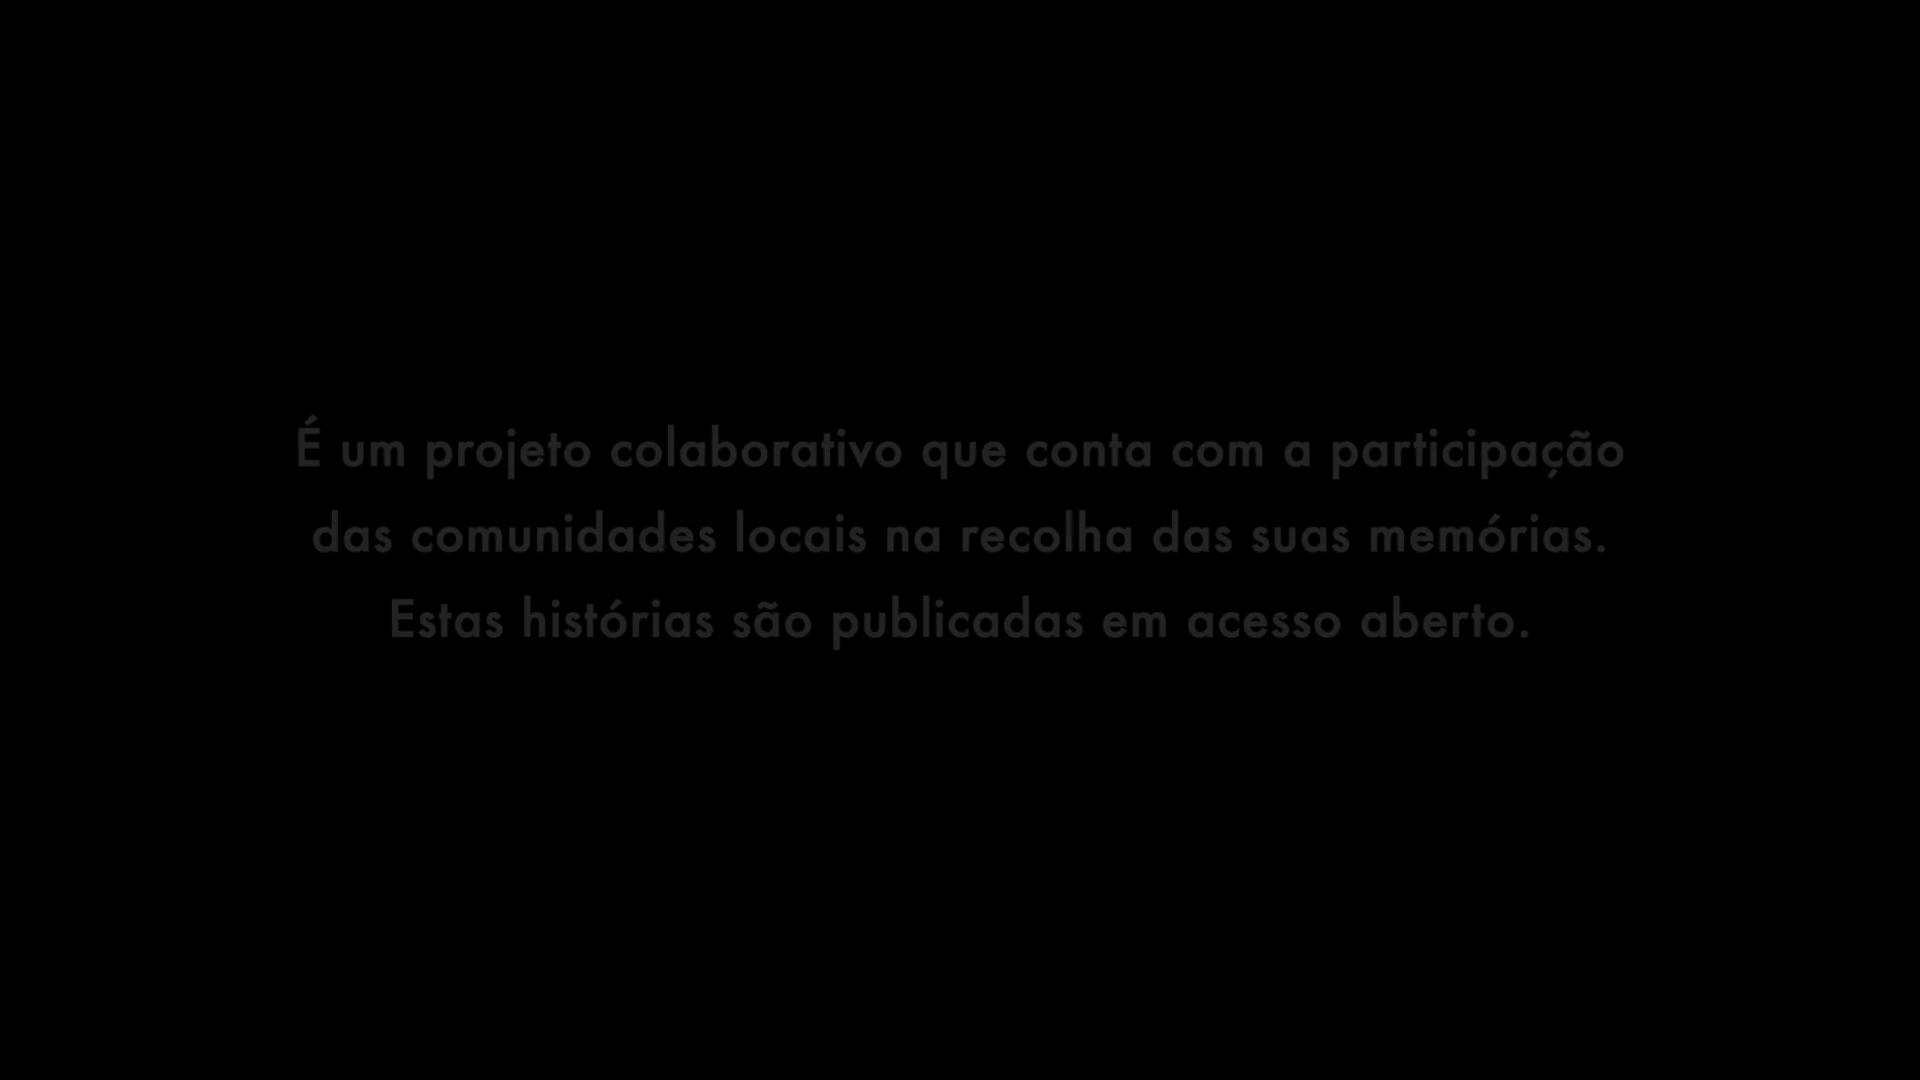 É um projeto colaborativo que conta com a participação
das comunidades locais na recolha das suas memórias.
Estas histórias são publicadas em acesso aberto.